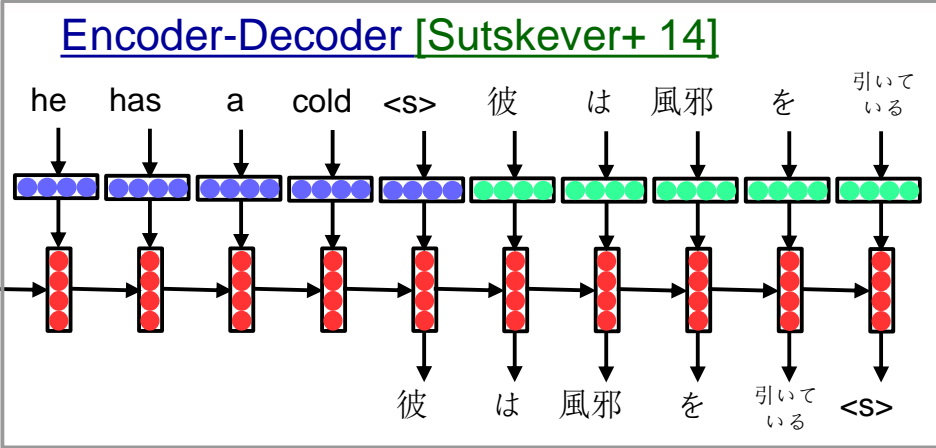 Encoder-Decoder [Sutskever+ 14]
he has a cold <s> 彼 は 風邪 を 引いて
いる
彼 は 風邪 を 引いて
いる <s>